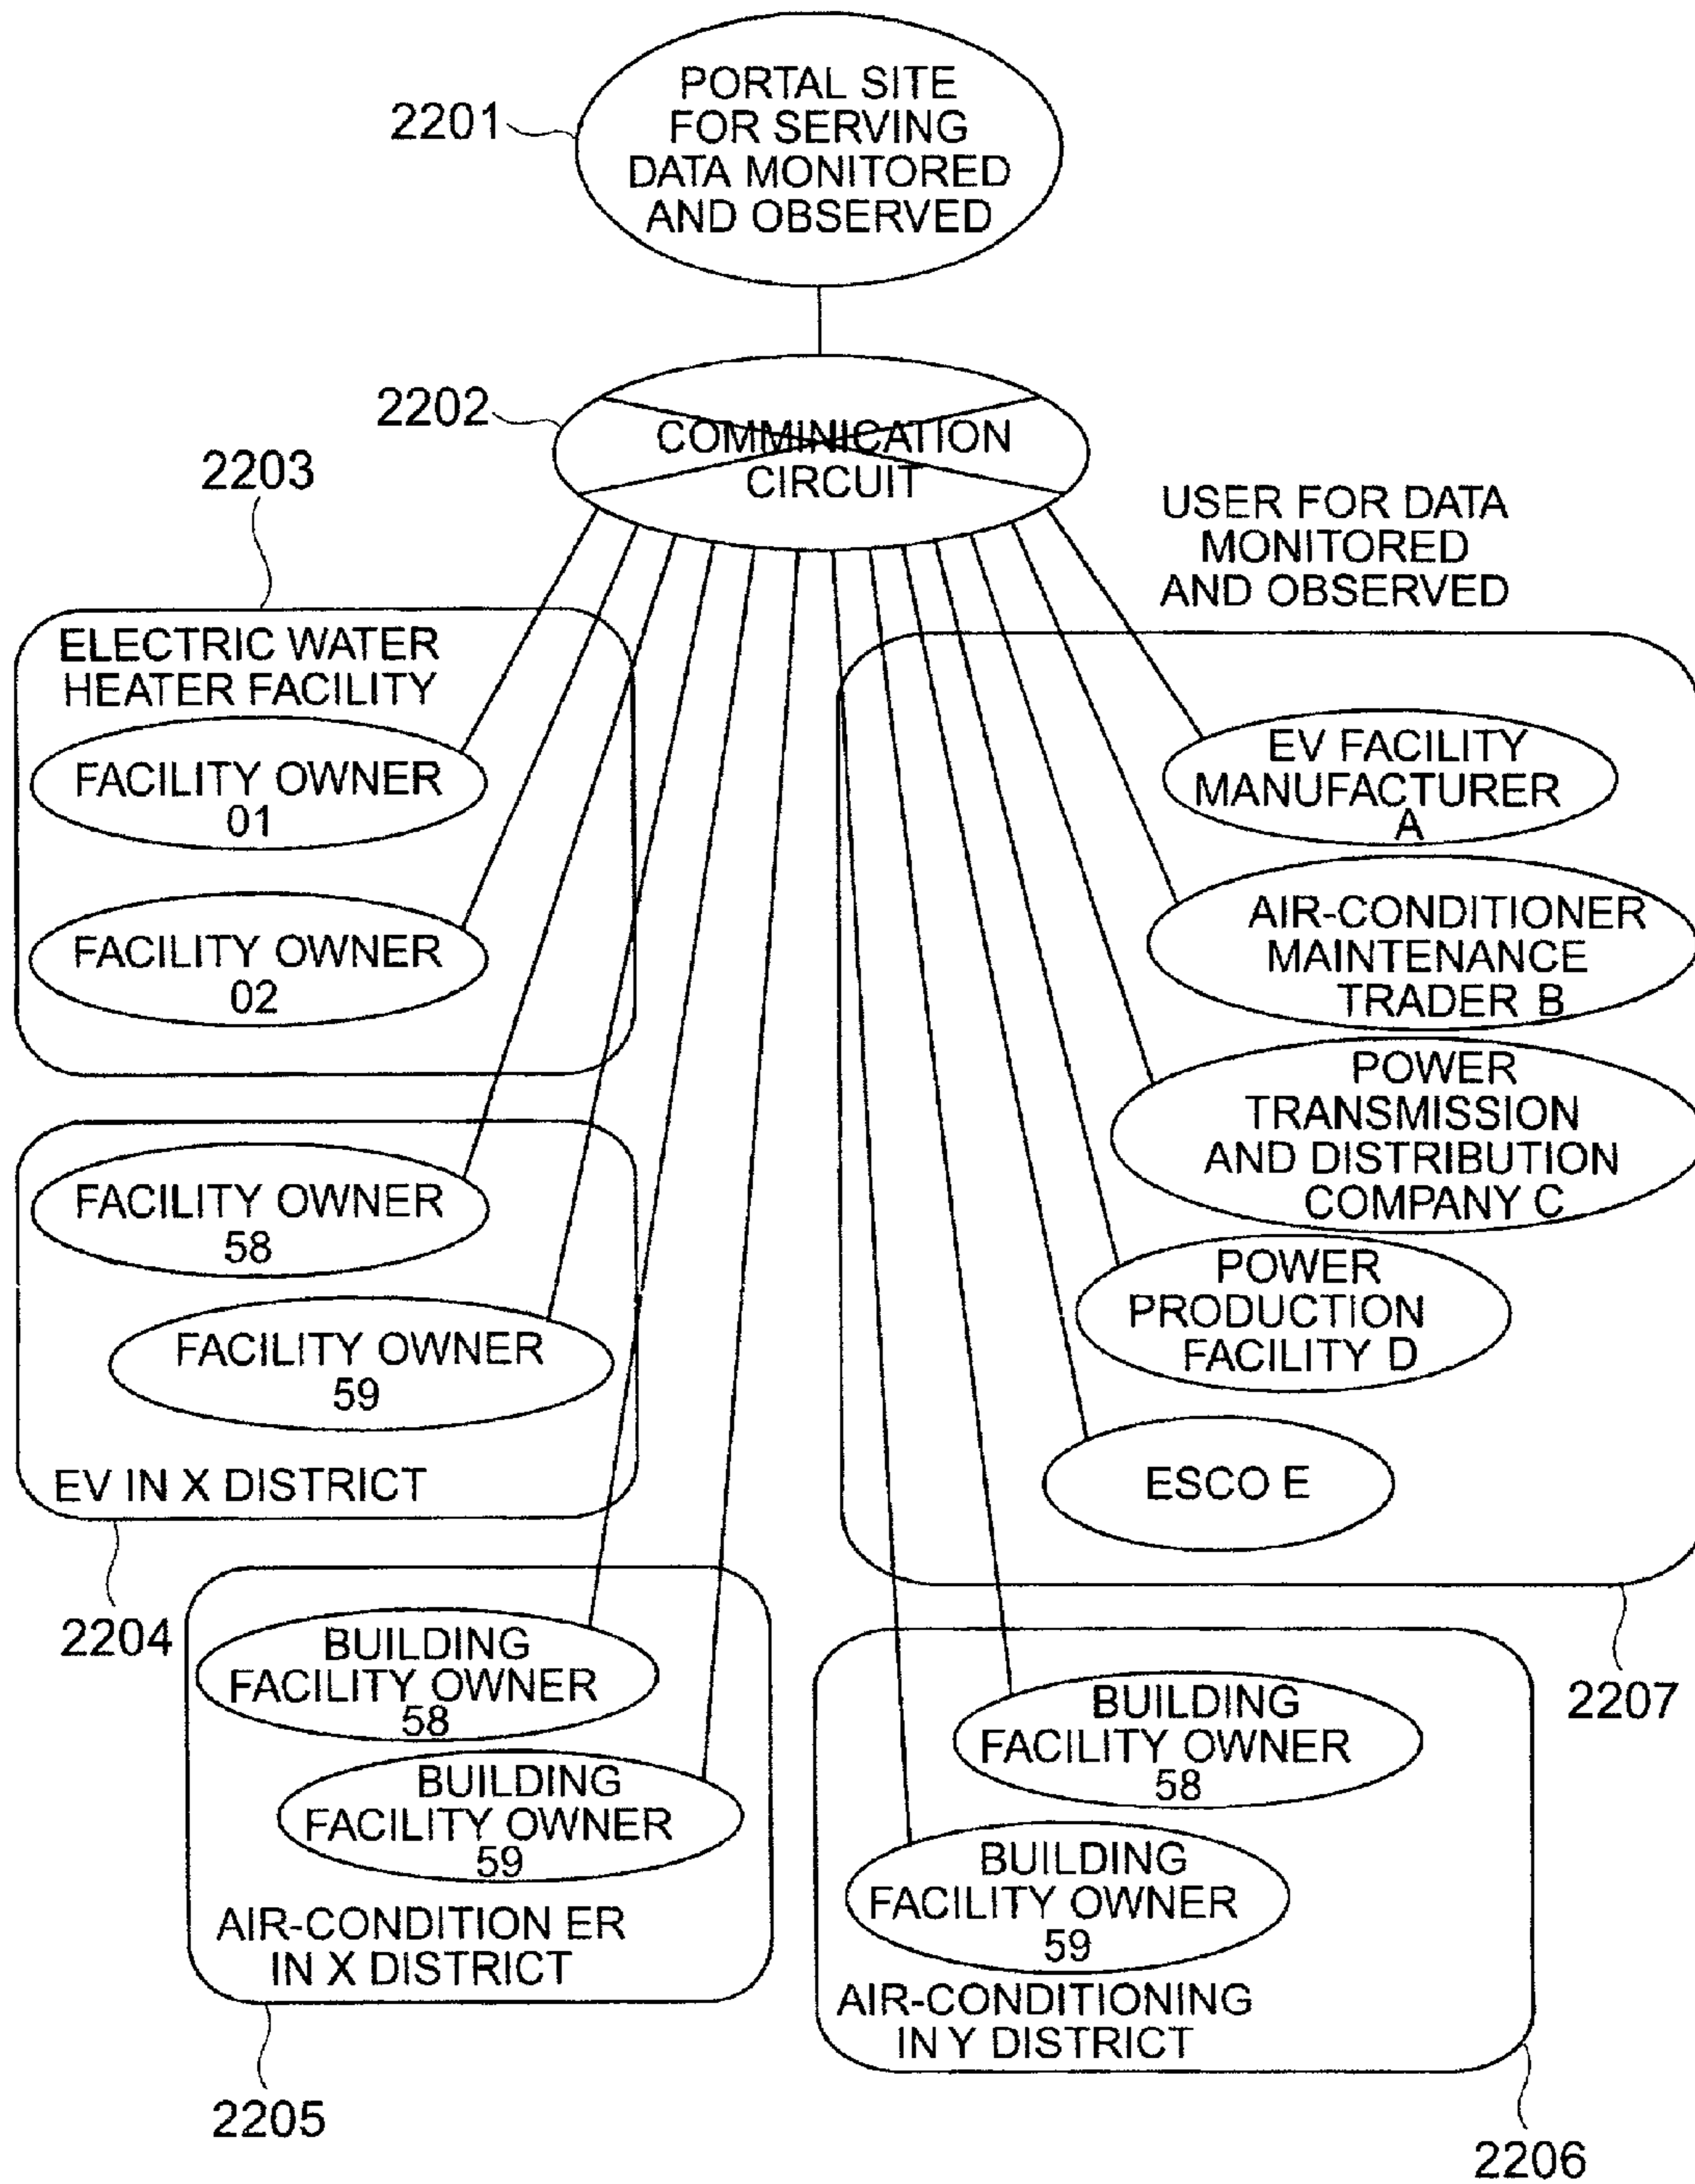 PORTAL SITE
FOR SERVING
DATA MONITORED
AND OBSERVED
2201
2202
COMMINICATION
CIRCUIT
2203
USER FOR DATA
MONITORED
AND OBSERVED
ELECTRIC WATER
HEATER FACILITY
FACILITY OWNER
01
FACILITY OWNER
02
EV FACILITY
MANUFACTURER
A
AIR-CONDITIONER
MAINTENANCE
TRADER B
POWER
TRANSMISSION
AND DISTRIBUTION
COMPANY C
POWER
PRODUCTION
FACILITY D
ESCO E
2207
FACILITY OWNER
58
FACILITY OWNER
59
EV IN X DISTRICT
2204
BUILDING
FACILITY OWNER
58
BUILDING
FACILITY OWNER
59
AIR-CONDITION ER
IN X DISTRICT
2205
BUILDING
FACILITY OWNER
58
BUILDING
FACILITY OWNER
59
AIR-CONDITIONING
IN Y DISTRICT
2206